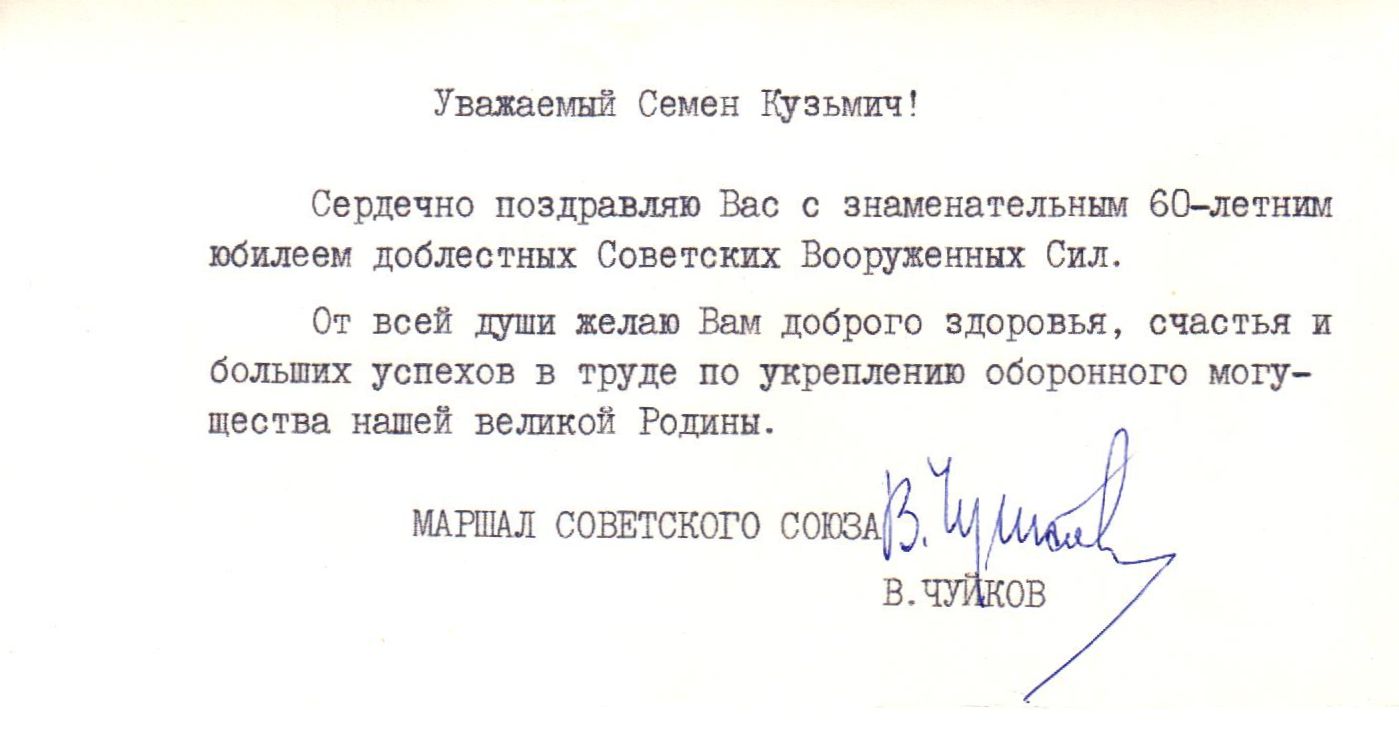 Уважаемый Семен Кузьмич!
Сердечно поздравляю Вас с знаменательным 60-летним
юбилеем доблестных Советских Вооруженных Сил.
От всей души желаю Вам доброго здоровья, счастья и
больших успехов в труде по укреплению оборонного могу-
щества нашей великой Родины.
МАРШАЛ СОВЕТСКОГО СОЮЗА В. Чуйков
В.ЧУЙКОВ